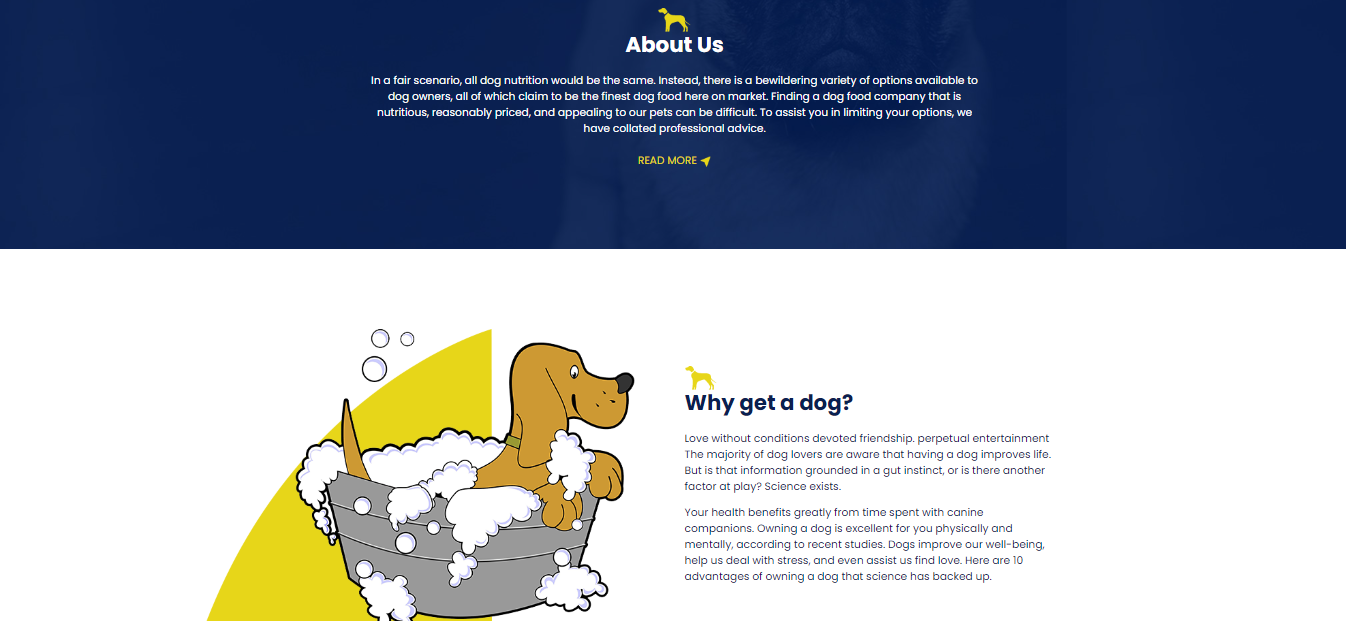 About Us
In a fair scenario, all dog nutrition would be the same. Instead, there is a bewildering variety of options available to
dog owners, all of which claim to be the finest dog food here on market. Finding a dog food company that is
nutritious, reasonably priced, and appealing to our pets can be difficult. To assist you in limiting your options, we
have collated professional advice.
READ MORE
Why get a dog?
Love without conditions devoted friendship. perpetual entertainment
The majority of dog lovers are aware that having a dog improves life.
But is that information grounded in a gut instinct, or is there another
factor at play? Science exists.
Your health benefits greatly from time spent with canine
companions. Owning a dog is excellent for you physically and
mentally, according to recent studies. Dogs improve our well-being,
help us deal with stress, and even assist us find love. Here are 10
advantages of owning a dog that science has backed up.